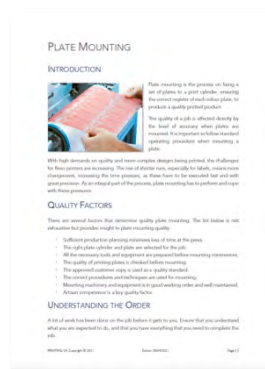 PLATE MOUNTING
INTRODUCTION
Plate mounting is the process on fixing a
set of plates to a print cylinder, ensuring
the correct register of each colour plate, to
produce a quality printed product.
The quality of a job is affected directly by
the level of accuracy when plates are
mounted. It is important to follow standard
operating procedure when mounting a
plate.
With high demands on quality and more complex designs being printed, the challenges
for flexo printers are increasing. The rise of shorter runs, especially for labels, means more
changeovers, increasing the time pressure, as these have to be executed fast and with
great precision. As an integral part of the process, plate mounting has to perform and cope
with these pressures.
QUALITY FACTORS
There are several factors that determine quality plate mounting. The list below is not
exhaustive but provides insight to plate mounting quality.
Sufficient production planning minimises loss of time at the press.
The right plate cylinder and plates are selected for the job.
All the necessary tools and equipment are prepared before mounting commences.
The quality of printing plates is checked before mounting.
The approved customer copy is used as a quality standard.
The correct procedures and techniques are used for mounting.
Mounting machinery and equipment is in good working order and well maintained.
Artisan competence is a key quality factor.
UNDERSTANDING THE ORDER
A lot of work has been done on the job before it gets to you. Ensure that you understand
what you are expected to do, and that you have everything that you need to complete the
job.